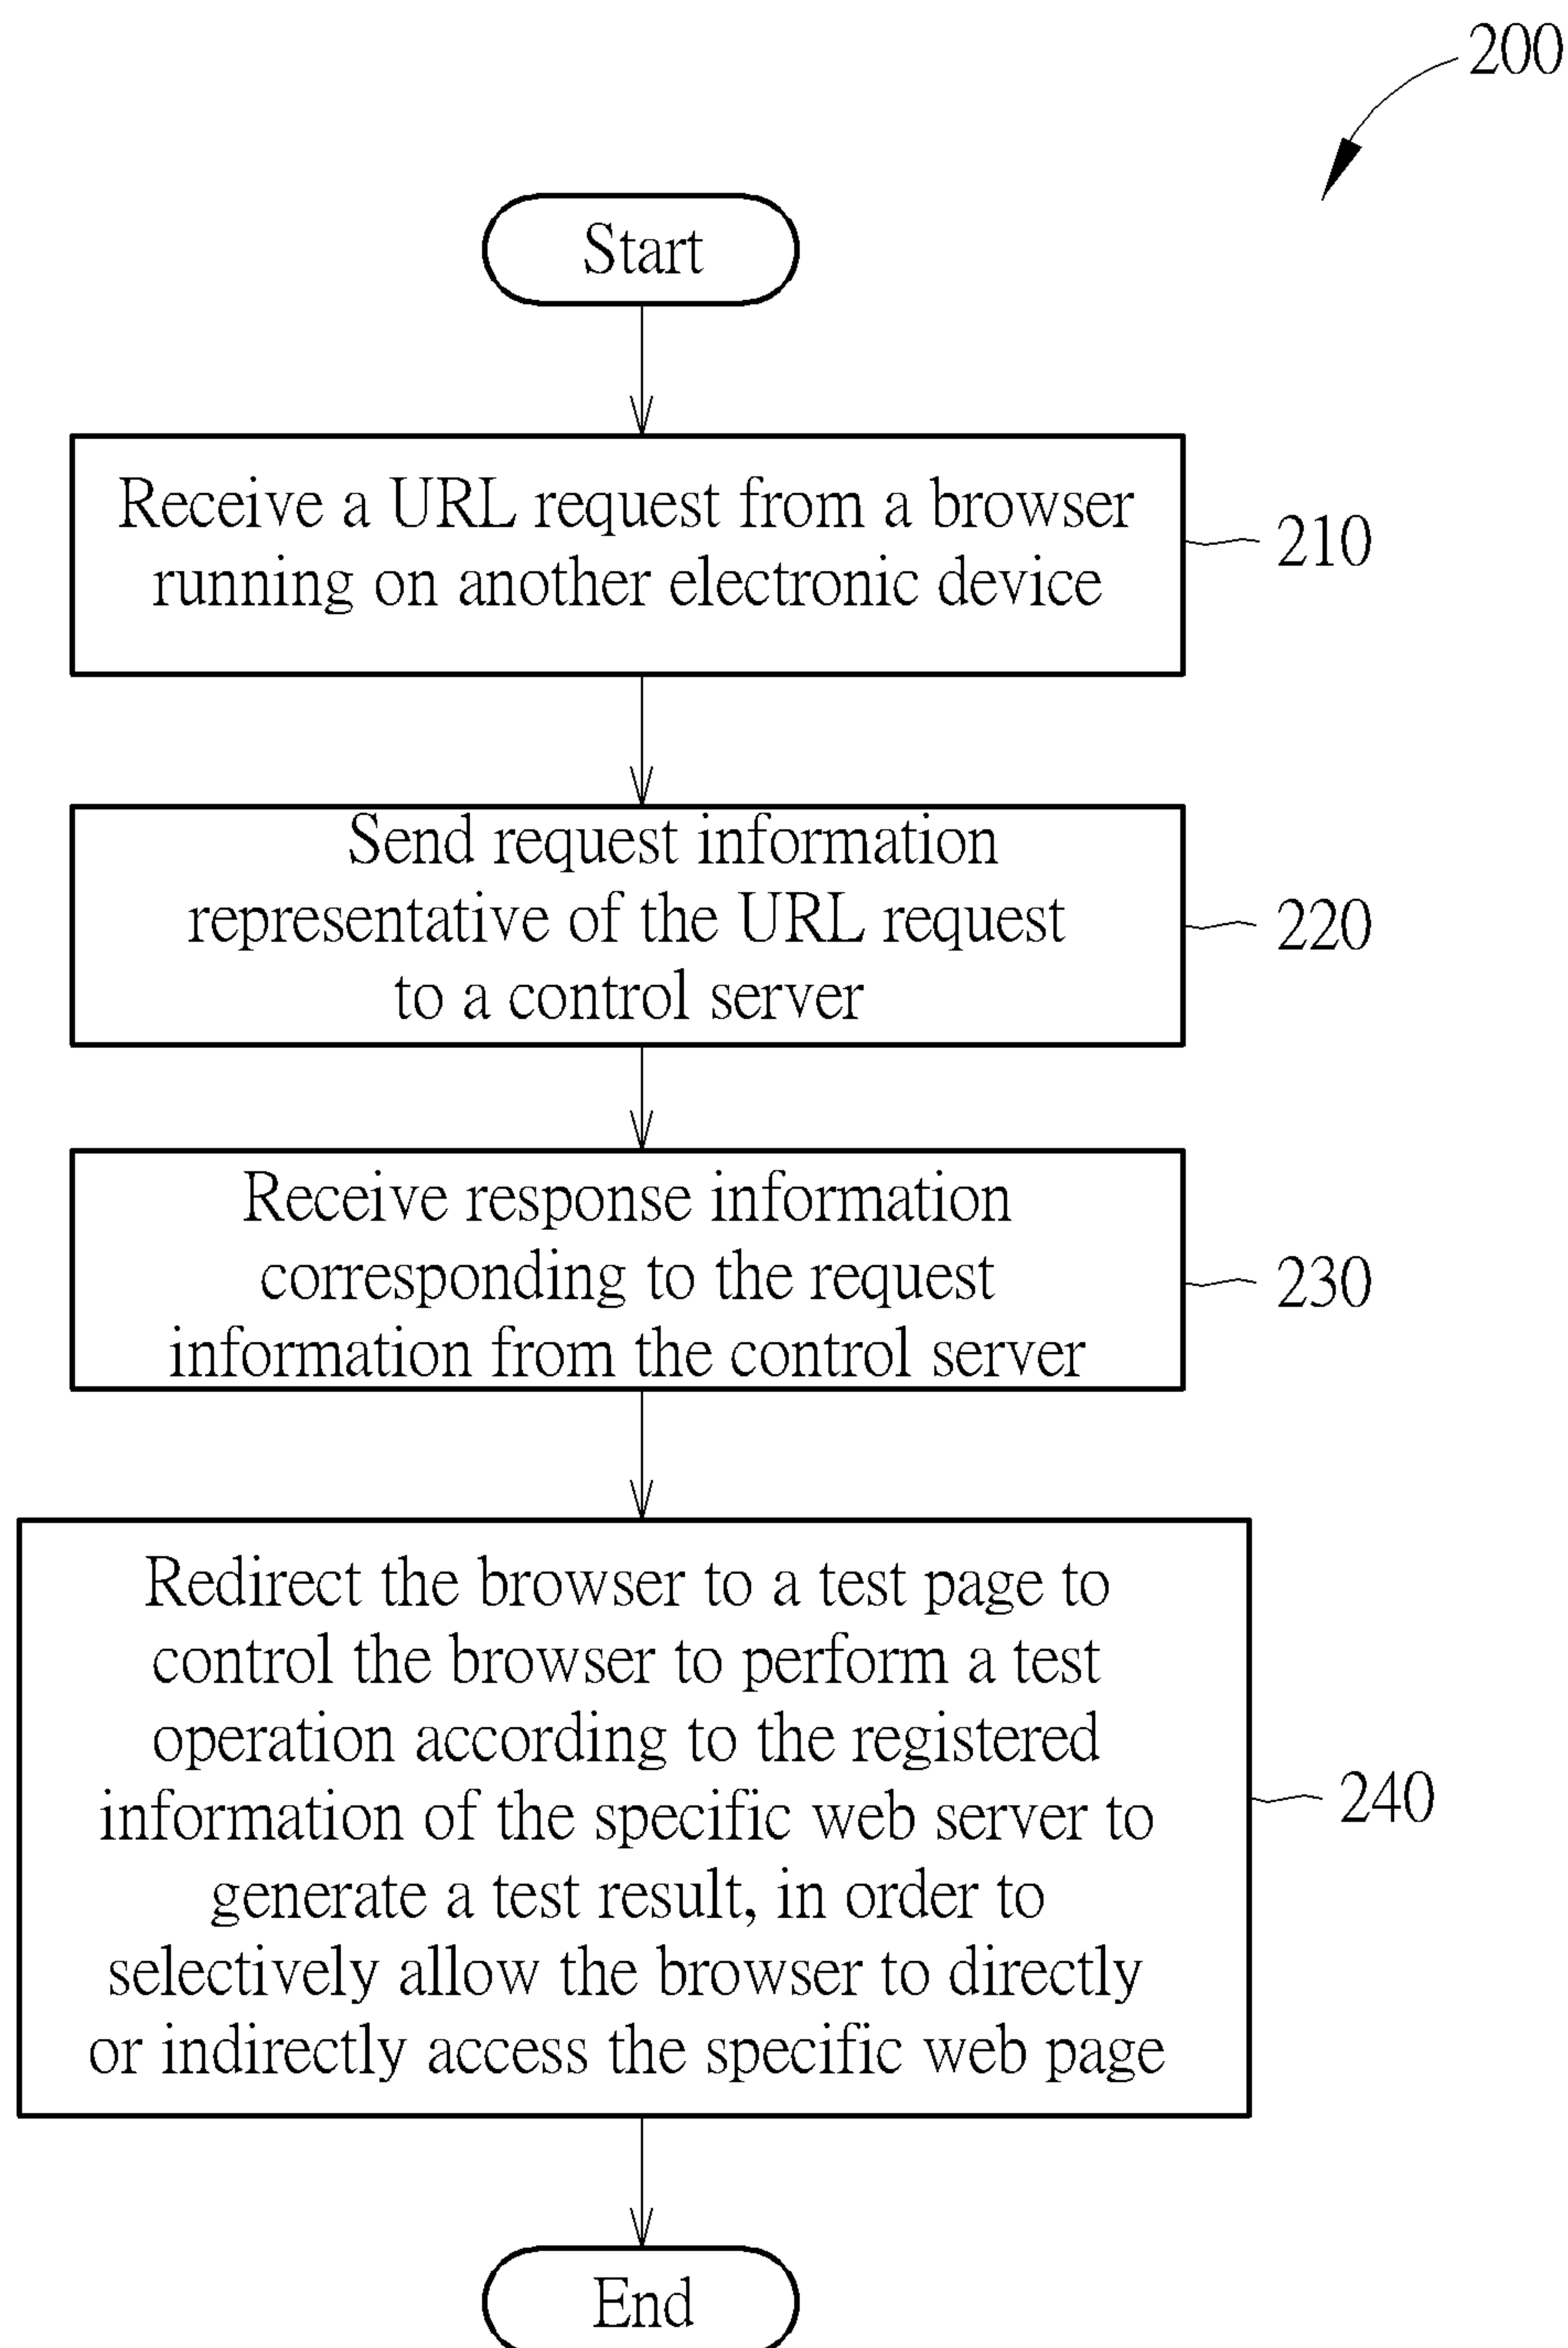 200
Start
Receive a URL request from a browser
running on another electronic device
210
Send request information
representative of the URL request
to a control server
220
Receive response information
corresponding to the request
information from the control server
230
Redirect the browser to a test page to
control the browser to perform a test
operation according to the registered
information of the specific web server to
generate a test result, in order to
selectively allow the browser to directly
or indirectly access the specific web page
240
End